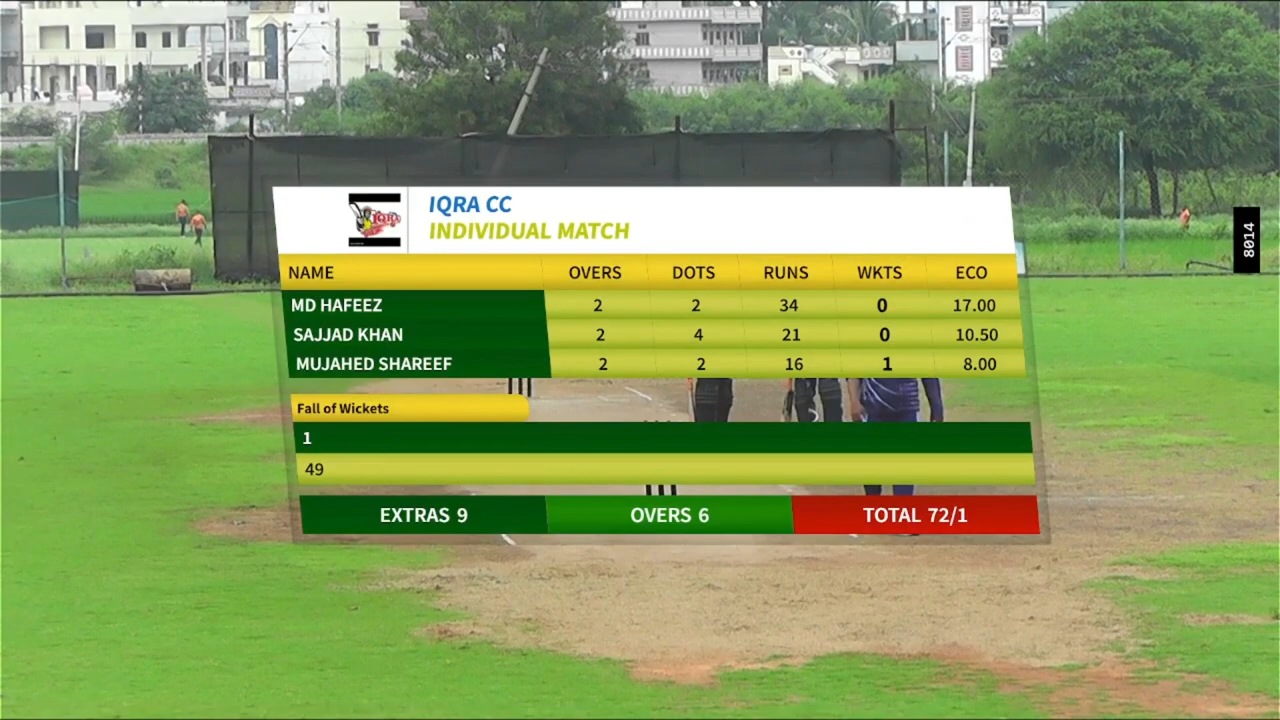 IQRA
IQRA CC
INDIVIDUAL MATCH
NAME OVERS DOTS RUNS WKTS ECO
MD HAFEEZ 2 2 34 0 17.00
SAJJAD KHAN 2 4 21 0 10.50
MUJAHED SHAREEF 2 2 16 1 8.00
Fall of Wickets
1
49
EXTRAS 9 OVERS 6 TOTAL 72/1
8014